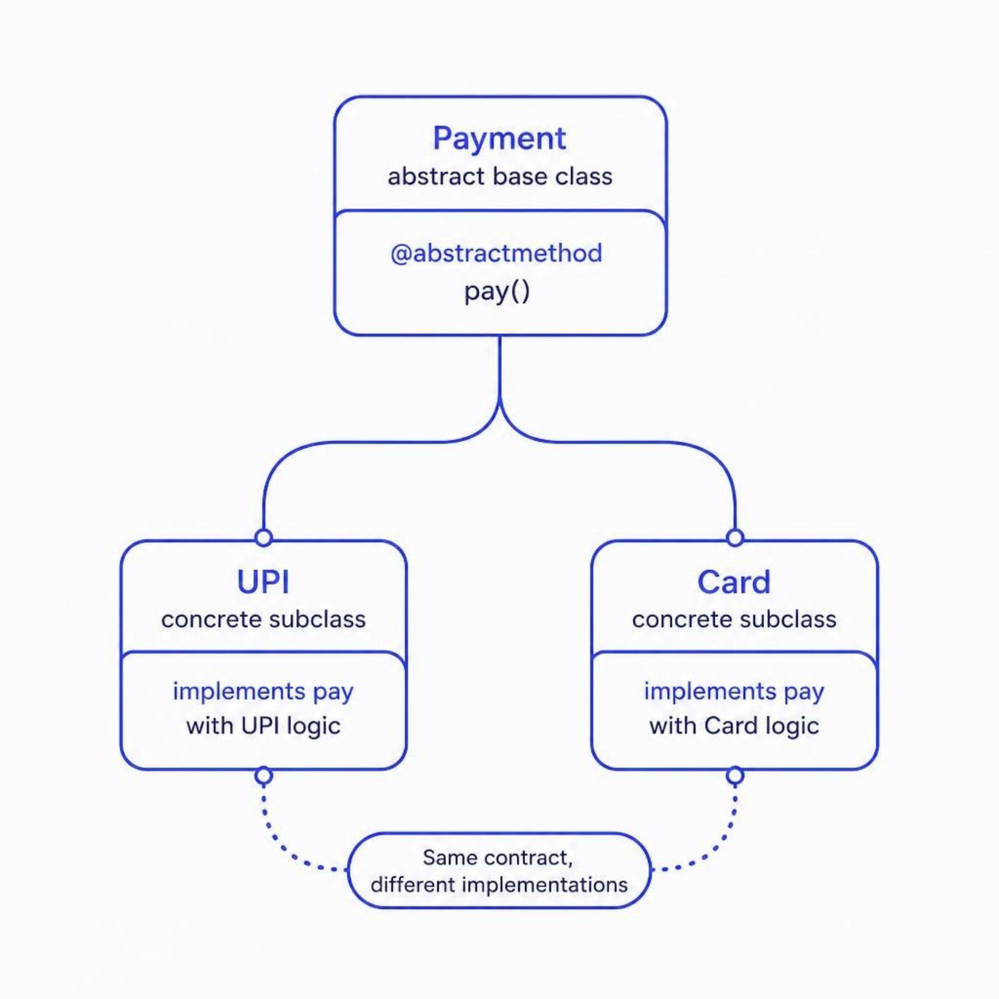 Payment
abstract base class
@abstractmethod
pay()
UPI
concrete subclass
implements pay
with UPI logic
Card
concrete subclass
implements pay
with Card logic
Same contract,
different implementations